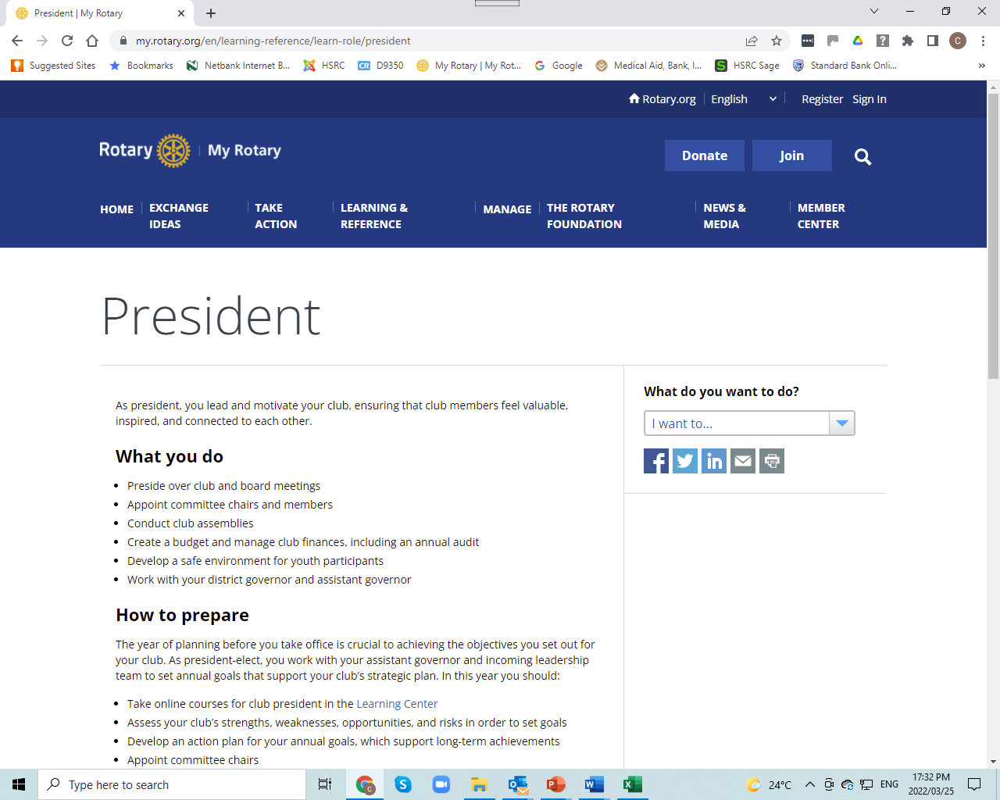 President | My Rotary
my.rotary.org/en/learning-reference/learn-role/president
C
Suggested Sites Bookmarks Netbank Internet B... HSRC CR D9350 My Rotary | My Rot... Google Medical Aid, Bank, I... S HSRC Sage Standard Bank Onli... »
Rotary.org English Register Sign In
Rotary My Rotary
Donate Join
HOME
EXCHANGE IDEAS
TAKE ACTION
LEARNING & REFERENCE
MANAGE
THE ROTARY FOUNDATION
NEWS & MEDIA
MEMBER CENTER
President
As president, you lead and motivate your club, ensuring that club members feel valuable,
inspired, and connected to each other.
What you do
• Preside over club and board meetings
• Appoint committee chairs and members
• Conduct club assemblies
• Create a budget and manage club finances, including an annual audit
• Develop a safe environment for youth participants
• Work with your district governor and assistant governor
How to prepare
The year of planning before you take office is crucial to achieving the objectives you set out for
your club. As president-elect, you work with your assistant governor and incoming leadership
team to set annual goals that support your club’s strategic plan. In this year you should:
• Take online courses for club president in the Learning Center
• Assess your club’s strengths, weaknesses, opportunities, and risks in order to set goals
• Develop an action plan for your annual goals, which support long-term achievements
• Appoint committee chairs
What do you want to do?
I want to...
Type here to search
24°C
ENG
17:32 PM
2022/03/25